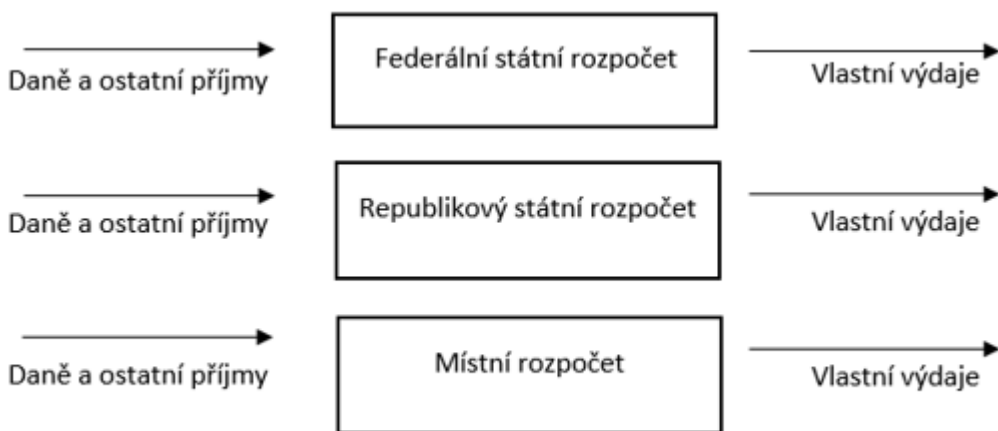 Federální státní rozpočet
Daně a ostatní příjmy
Vlastní výdaje
Republikový státní rozpočet
Daně a ostatní příjmy
Vlastní výdaje
Místní rozpočet
Daně a ostatní příjmy
Vlastní výdaje